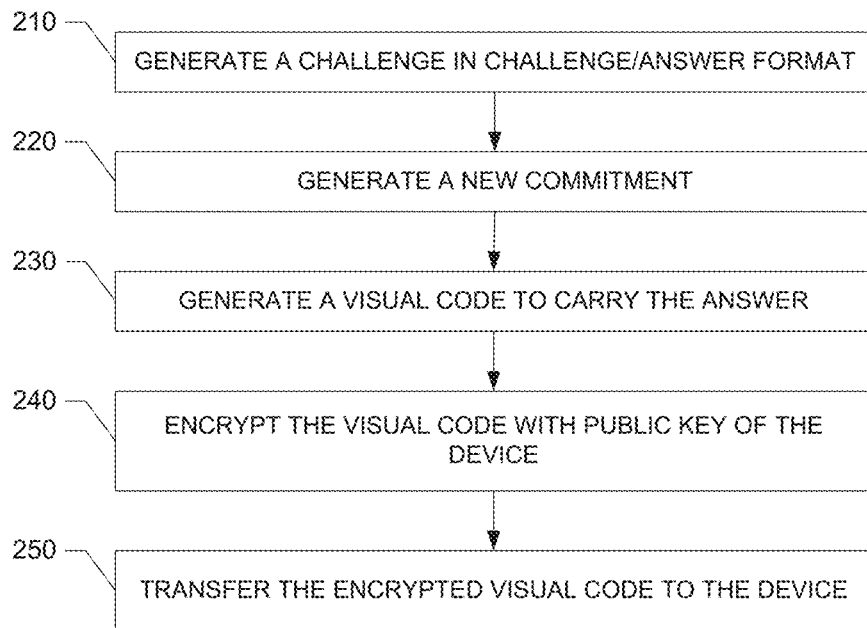 210
GENERATE A CHALLENGE IN CHALLENGE/ANSWER FORMAT
220
GENERATE A NEW COMMITMENT
230
GENERATE A VISUAL CODE TO CARRY THE ANSWER
240
ENCRYPT THE VISUAL CODE WITH PUBLIC KEY OF THE
DEVICE
250
TRANSFER THE ENCRYPTED VISUAL CODE TO THE DEVICE